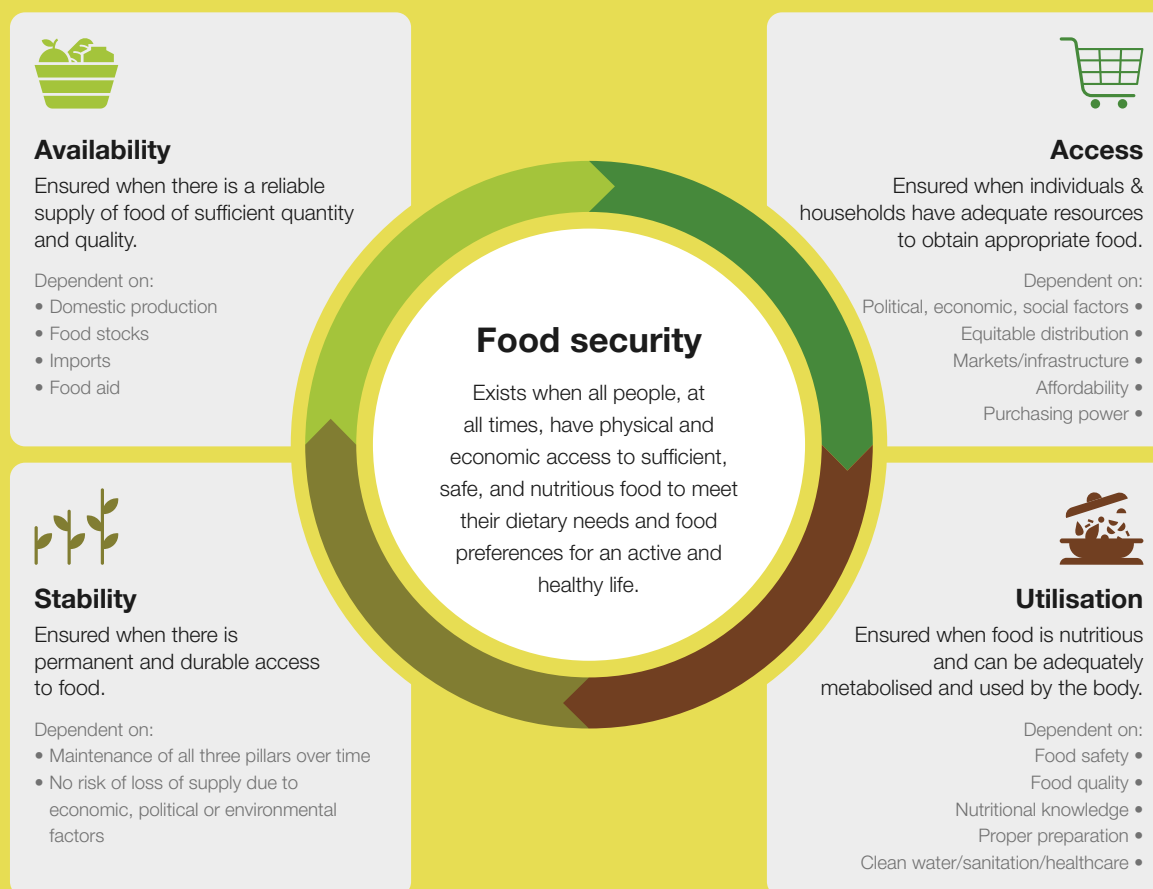 Availability
Ensured when there is a reliable
supply of food of sufficient quantity
and quality.
Dependent on:
• Domestic production
• Food stocks
• Imports
• Food aid
Access
Ensured when individuals &
households have adequate resources
to obtain appropriate food.
Dependent on:
Political, economic, social factors •
Equitable distribution •
Markets/infrastructure •
Affordability •
Purchasing power •
Food security
Exists when all people, at
all times, have physical and
economic access to sufficient,
safe, and nutritious food to meet
their dietary needs and food
preferences for an active and
healthy life.
Stability
Ensured when there is
permanent and durable access
to food.
Dependent on:
• Maintenance of all three pillars over time
• No risk of loss of supply due to
economic, political or environmental
factors
Utilisation
Ensured when food is nutritious
and can be adequately
metabolised and used by the body.
Dependent on:
Food safety •
Food quality •
Nutritional knowledge •
Proper preparation •
Clean water/sanitation/healthcare •